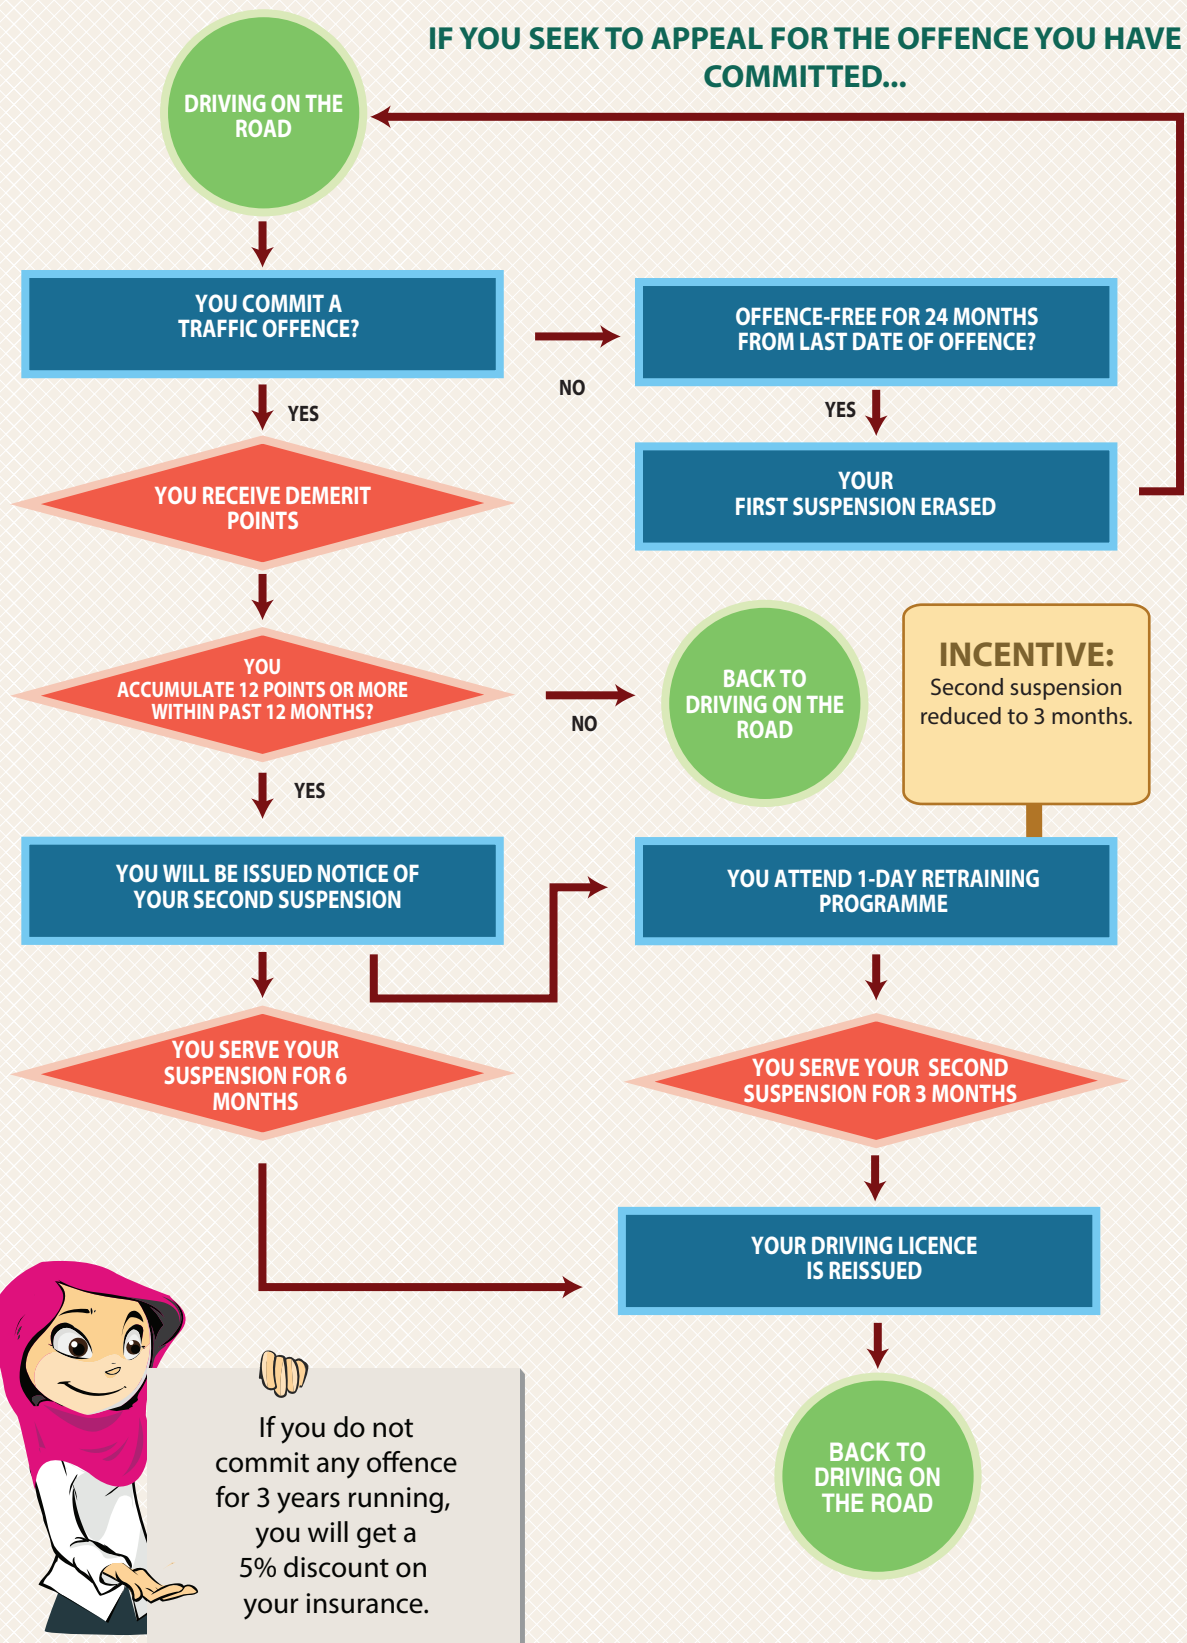 IF YOU SEEK TO APPEAL FOR THE OFFENCE YOU HAVE
COMMITTED...
DRIVING ON THE
ROAD
YOU COMMIT A
TRAFFIC OFFENCE?
NO
OFFENCE-FREE FOR 24 MONTHS
FROM LAST DATE OF OFFENCE?
YES
YES
YOU RECEIVE DEMERIT
POINTS
YOUR
FIRST SUSPENSION ERASED
YOU
ACCUMULATE 12 POINTS OR MORE
WITHIN PAST 12 MONTHS?
NO
BACK TO
DRIVING ON THE
ROAD
INCENTIVE:
Second suspension
reduced to 3 months.
YES
YOU WILL BE ISSUED NOTICE OF
YOUR SECOND SUSPENSION
YOU ATTEND 1-DAY RETRAINING
PROGRAMME
YOU SERVE YOUR
SUSPENSION FOR 6
MONTHS
YOU SERVE YOUR SECOND
SUSPENSION FOR 3 MONTHS
YOUR DRIVING LICENCE
IS REISSUED
BACK TO
DRIVING ON
THE ROAD
If you do not
commit any offence
for 3 years running,
you will get a
5% discount on
your insurance.